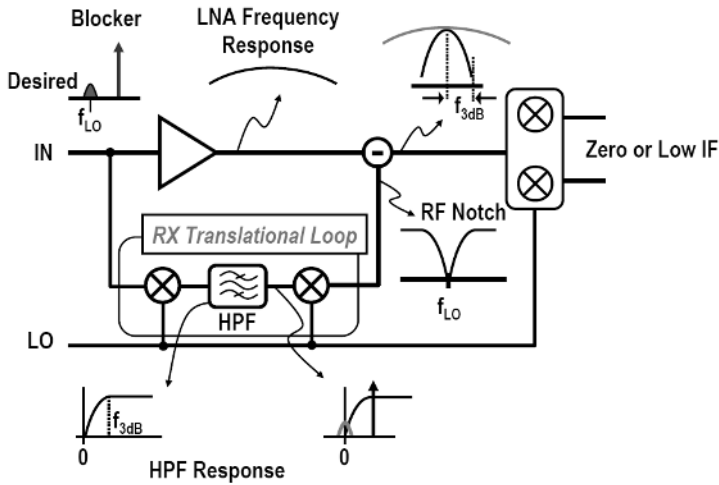 Blocker
LNA Frequency
Response
Desired
f3dB
fLO
IN
-
Zero or Low IF
RF Notch
RX Translational Loop
HPF
fLO
LO
f3dB
0
0
HPF Response